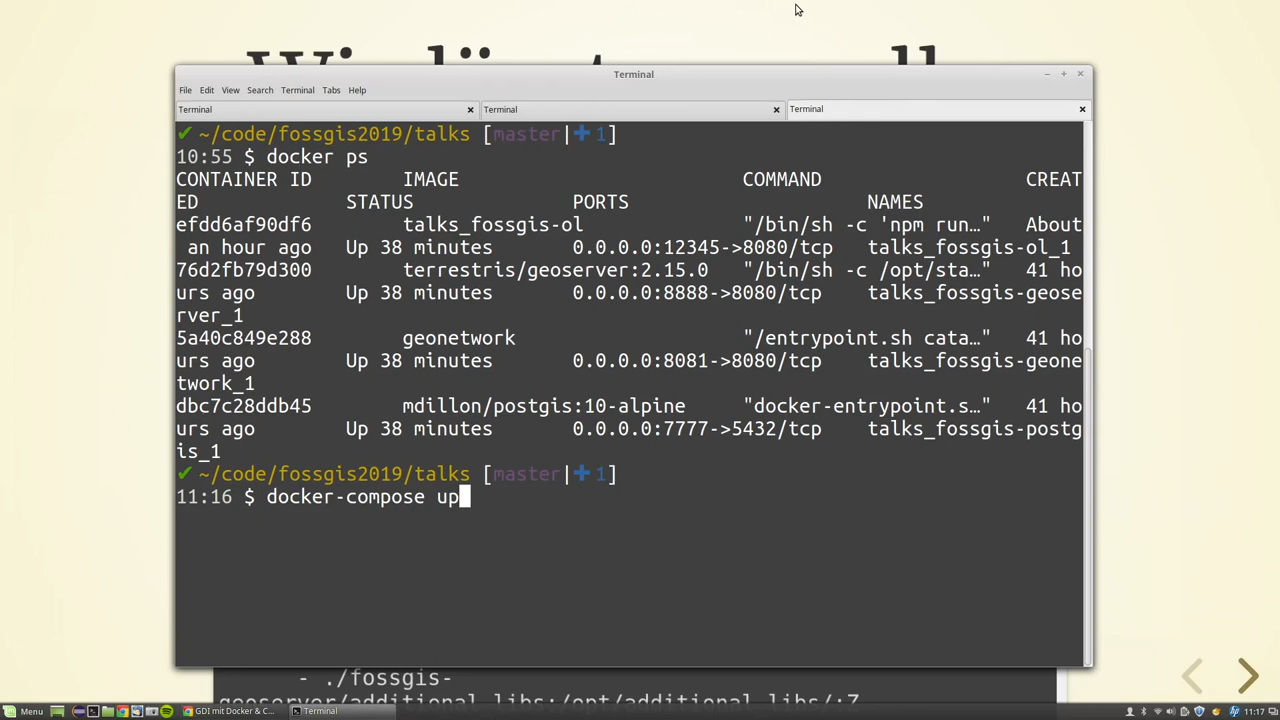 Terminal
File Edit View Search Terminal Tabs Help
Terminal Terminal Terminal
✔ ~/code/fossgis2019/talks [master|✚ 1]
10:55 $ docker ps
CONTAINER ID        IMAGE                         COMMAND                  CREAT
ED             STATUS              PORTS                     NAMES
efdd6af90df6        talks_fossgis-ol              "/bin/sh -c 'npm run…"   About
 an hour ago   Up 38 minutes       0.0.0.0:12345->8080/tcp   talks_fossgis-ol_1
76d2fb79d300        terrestris/geoserver:2.15.0   "/bin/sh -c /opt/sta…"   41 ho
urs ago        Up 38 minutes       0.0.0.0:8888->8080/tcp    talks_fossgis-geose
rver_1
5a40c849e288        geonetwork                    "/entrypoint.sh cata…"   41 ho
urs ago        Up 38 minutes       0.0.0.0:8081->8080/tcp    talks_fossgis-geone
twork_1
dbc7c28ddb45        mdillon/postgis:10-alpine     "docker-entrypoint.s…"   41 ho
urs ago        Up 38 minutes       0.0.0.0:7777->5432/tcp    talks_fossgis-postg
is_1
✔ ~/code/fossgis2019/talks [master|✚ 1]
11:16 $ docker-compose up
- ./fossgis-
geoserver/additional_libs:/opt/additional_libs/:Z
Menu GDI mit Docker & C... Terminal 11:17